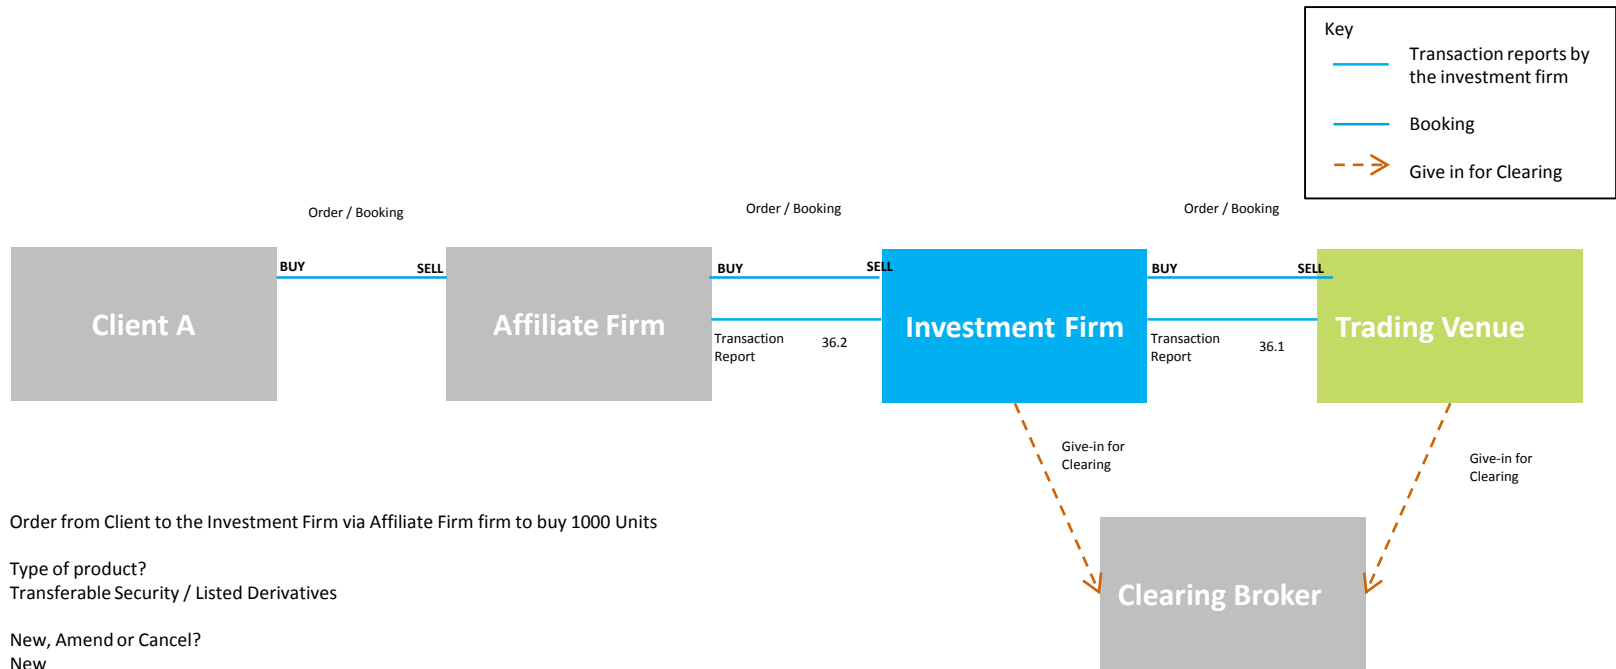 Key
Transaction reports by
the investment firm
Booking
Give in for Clearing
Order / Booking
Order / Booking
Order / Booking
BUY
SELL
BUY
SELL
BUY
SELL
Client A
Affiliate Firm
Investment Firm
Trading Venue
Transaction
Report
36.2
Transaction
Report
36.1
Give-in for
Clearing
Give-in for
Clearing
Clearing Broker
Order from Client to the Investment Firm via Affiliate Firm firm to buy 1000 Units
Type of product?
Transferable Security / Listed Derivatives
New, Amend or Cancel?
New